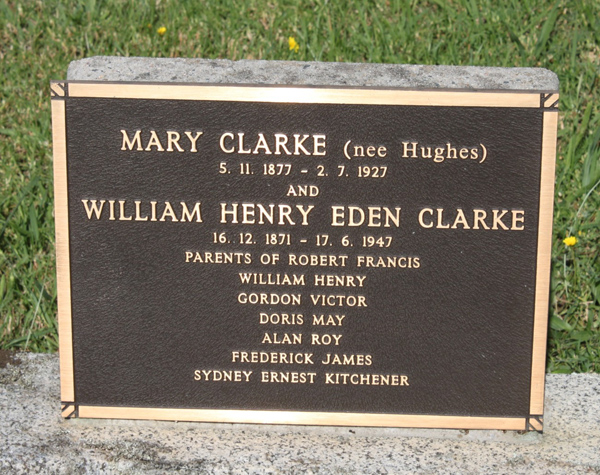 MARY CLARKE (nee Hughes)
5. 11. 1877 – 2. 7. 1927
AND
WILLIAM HENRY EDEN CLARKE
16. 12. 1871 – 17. 6. 1947
PARENTS OF ROBERT FRANCIS
WILLIAM HENRY
GORDON VICTOR
DORIS MAY
ALAN ROY
FREDERICK JAMES
SYDNEY ERNEST KITCHENER